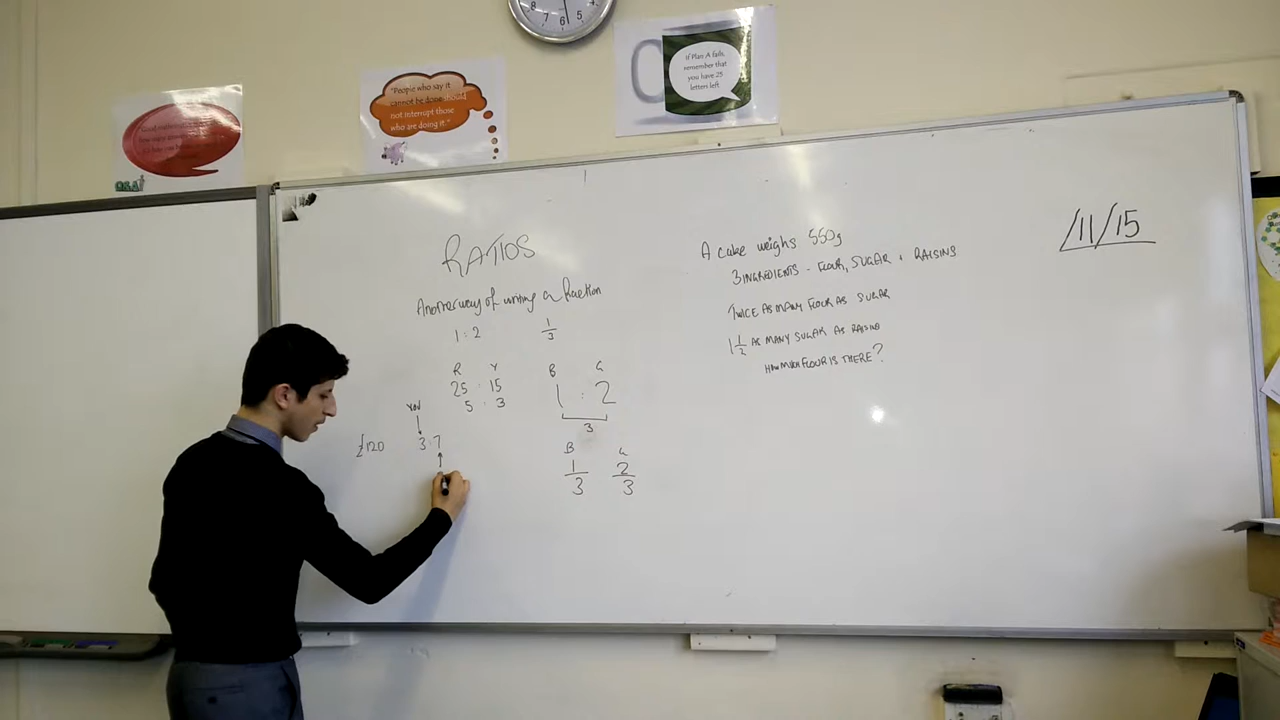 8 7 6 5
If Plan A fails,
remember that
you have 25
letters left
"People who say it
cannot be done should
not interrupt those
who are doing it."
RATIOS
Another way of writing a fraction
1 : 2
1/3
R Y
25 : 15
5 : 3
B G
1 : 2
3
B G
1/3 2/3
YOU
£120 3:7
A cake weighs 550g
3 INGREDIENTS - FLOUR, SUGAR + RAISINS
TWICE AS MANY FLOUR AS SUGAR
1 1/2 AS MANY SUGAR AS RAISINS
HOW MUCH FLOUR IS THERE?
/11/15